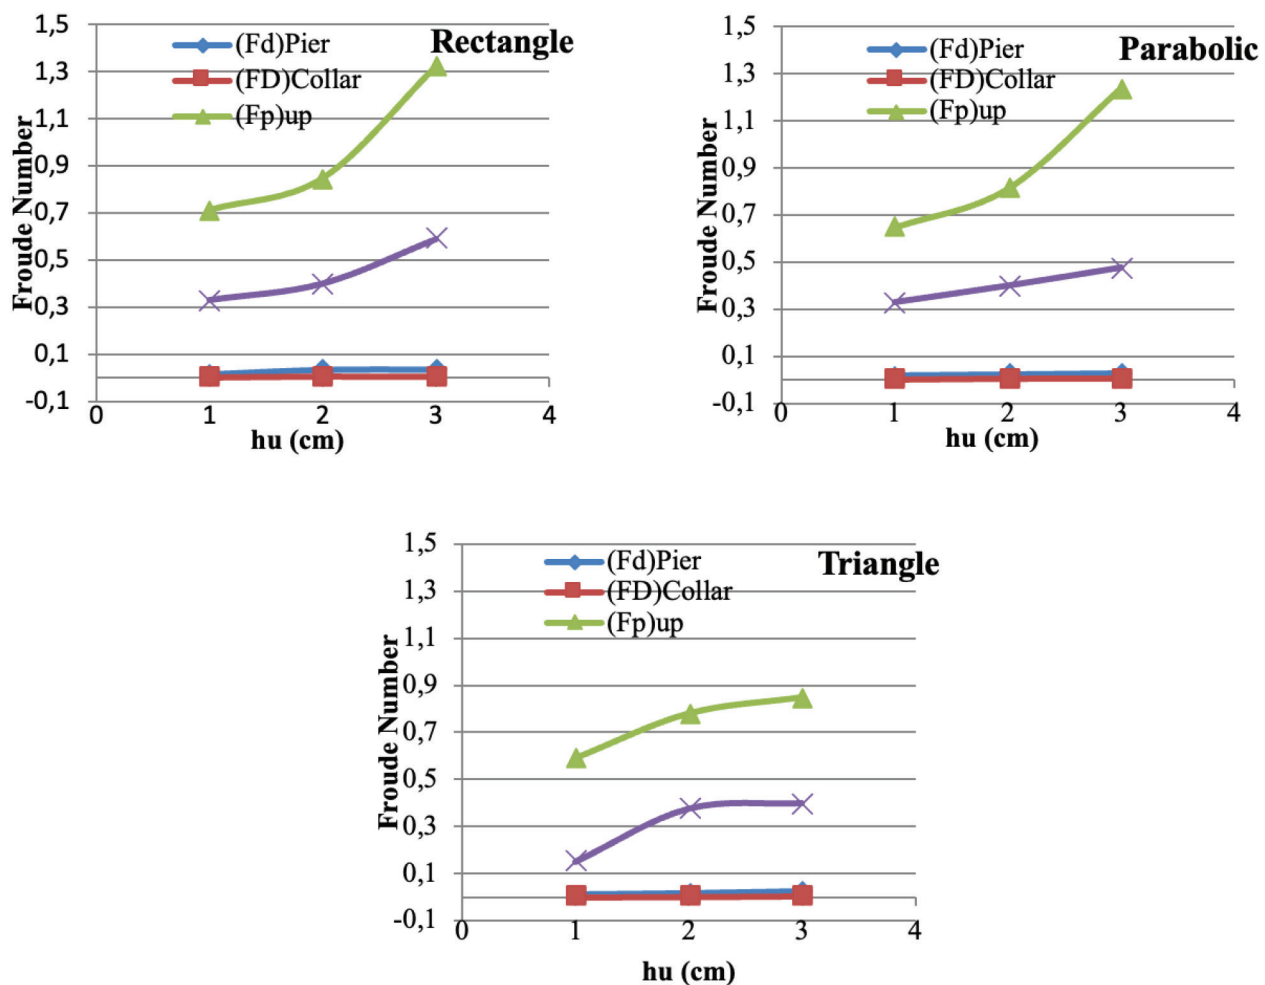 Rectangle
(Fd)Pier
(FD)Collar
(Fp)up
Froude Number
1,5
1,3
1,1
0,9
0,7
0,5
0,3
0,1
-0,1
0 1 2 3 4
hu (cm)
Parabolic
(Fd)Pier
(FD)Collar
(Fp)up
Froude Number
1,5
1,3
1,1
0,9
0,7
0,5
0,3
0,1
-0,1
0 1 2 3 4
hu (cm)
Triangle
(Fd)Pier
(FD)Collar
(Fp)up
Froude Number
1,5
1,3
1,1
0,9
0,7
0,5
0,3
0,1
-0,1
0 1 2 3 4
hu (cm)